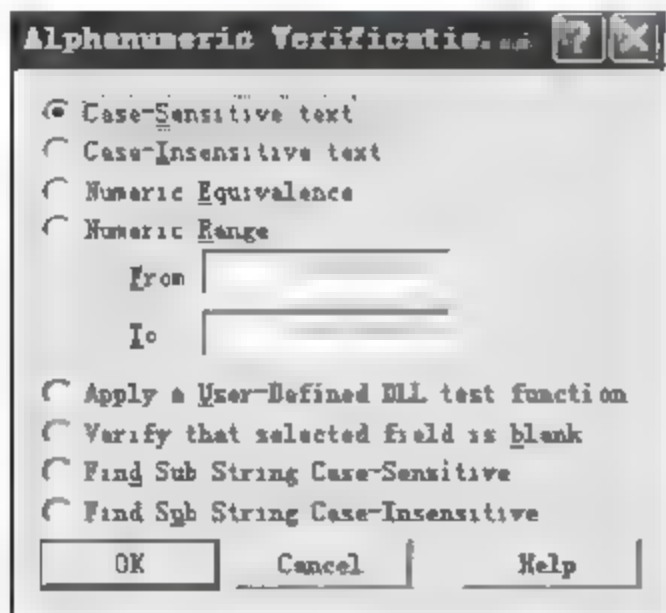 Alphanumeric Verificatio...
Case-Sensitive text
Case-Insensitive text
Numeric Equivalence
Numeric Range
From
To
Apply a User-Defined DLL test function
Verify that selected field is blank
Find Sub String Case-Sensitive
Find Sub String Case-Insensitive
OK Cancel Help